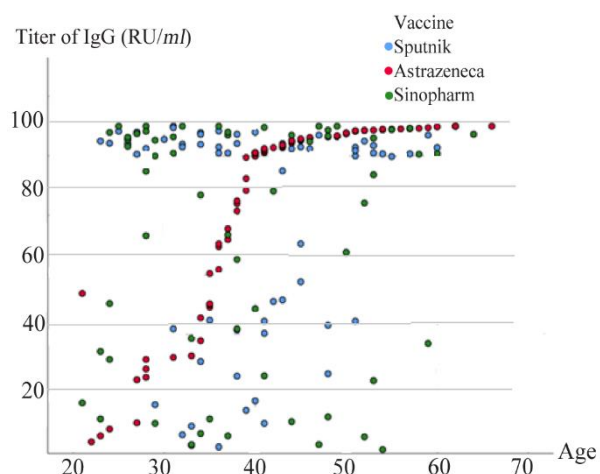 Vaccine
Titer of IgG (RU/ml)
Sputnik
Astrazeneca
Sinopharm
100
80
60
40
20
20 30 40 50 60 70 Age